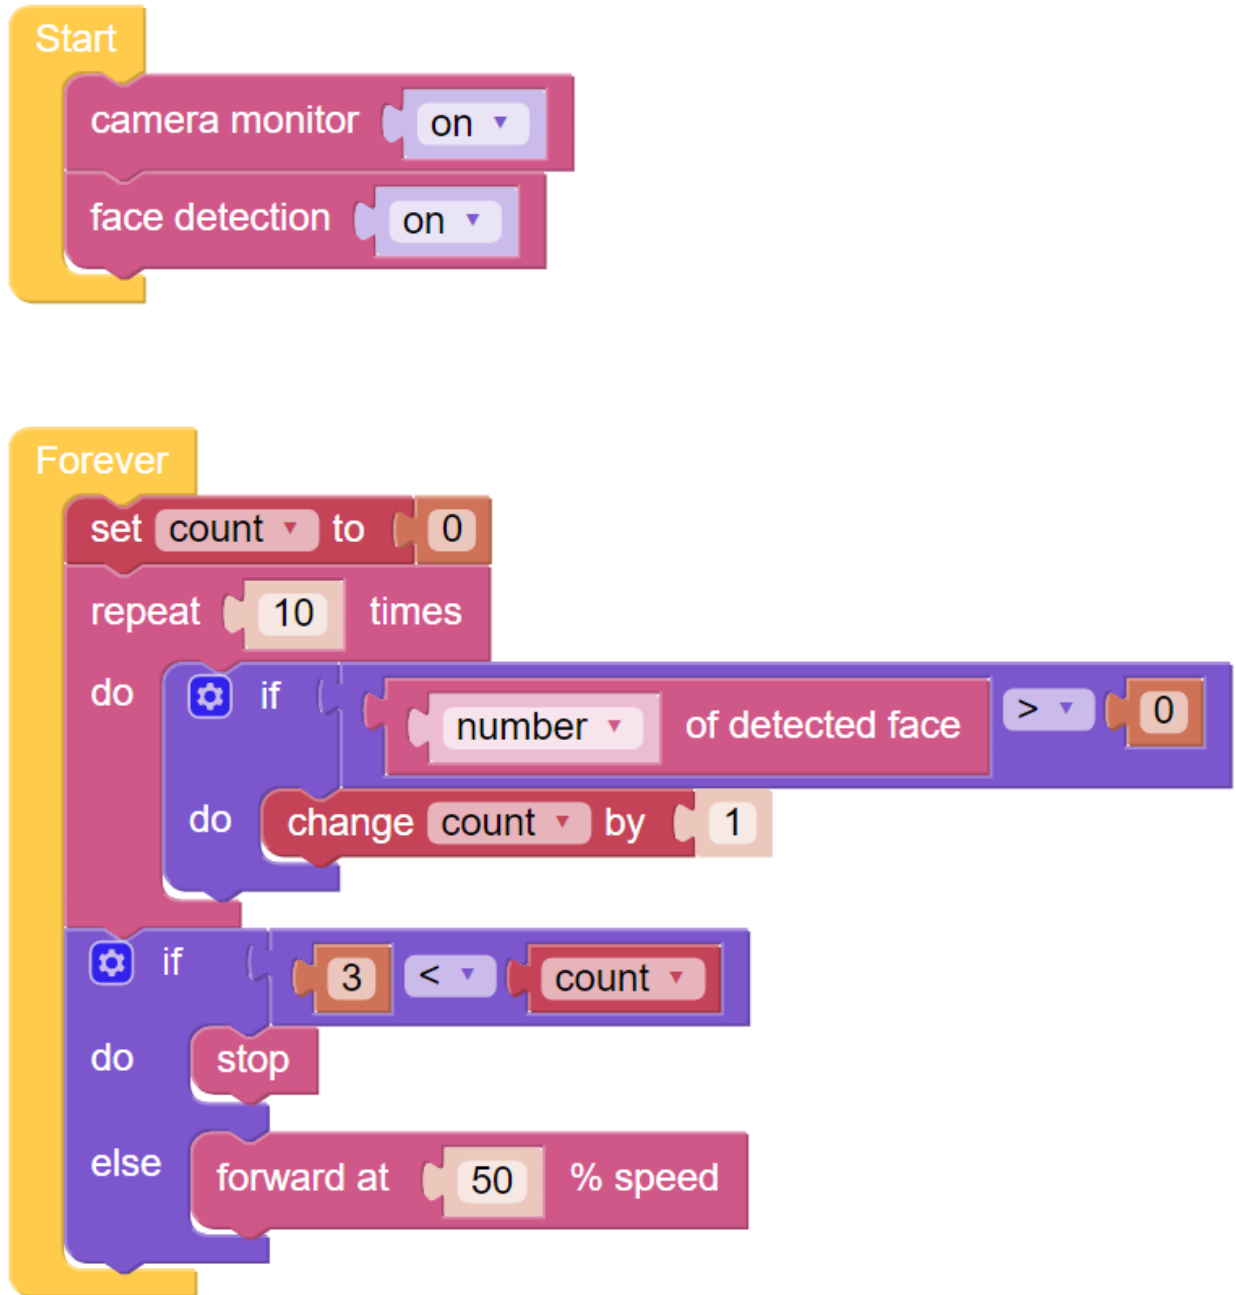 Start
camera monitor on
face detection on
Forever
set count to 0
repeat 10 times
do if number of detected face > 0
do change count by 1
if 3 < count
do stop
else forward at 50 % speed